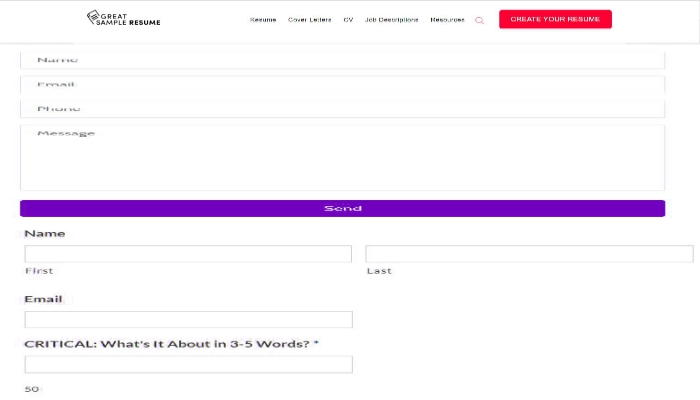 GREAT
SAMPLE RESUME
Resume Cover Letters CV Job Descriptions Resources CREATE YOUR RESUME
Name
Email
Phone
Message
Send
Name
First Last
Email
CRITICAL: What's It About in 3-5 Words? *
50